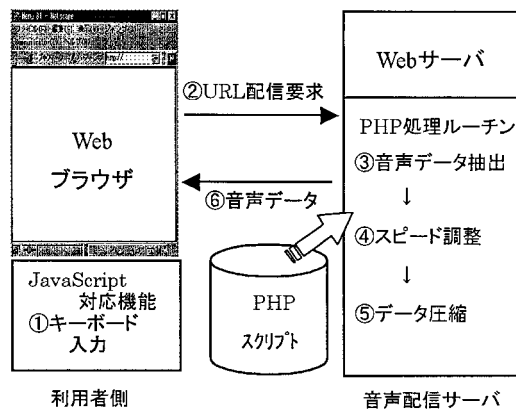 Webブラウザ
JavaScript
対応機能
①キーボード
入力
利用者側
②URL配信要求
⑥音声データ
PHP
スクリプト
Webサーバ
PHP処理ルーチン
③音声データ抽出
↓
④スピード調整
↓
⑤データ圧縮
音声配信サーバ